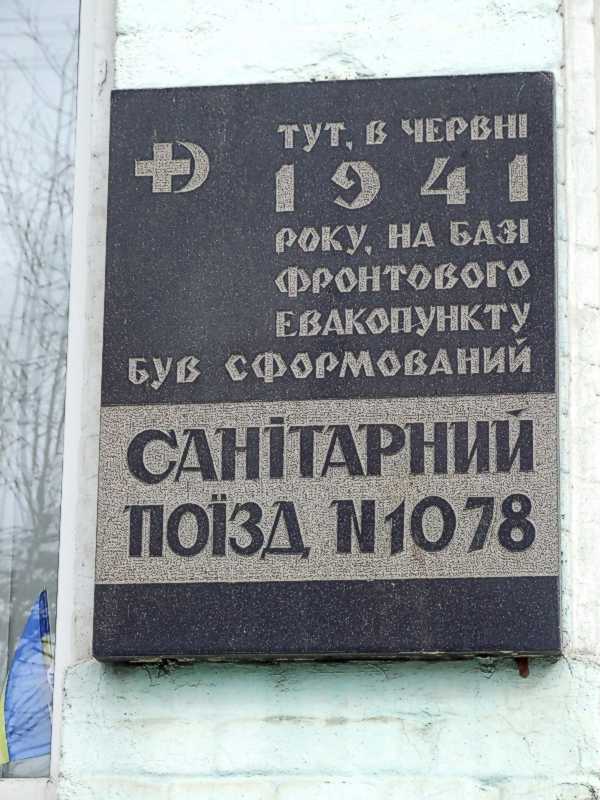 ТУТ, В ЧЕРВНІ
1941
РОКУ, НА БАЗІ
ФРОНТОВОГО
ЕВАКОПУНКТУ
БУВ СФОРМОВАНИЙ
САНІТАРНИЙ
ПОЇЗД N1078